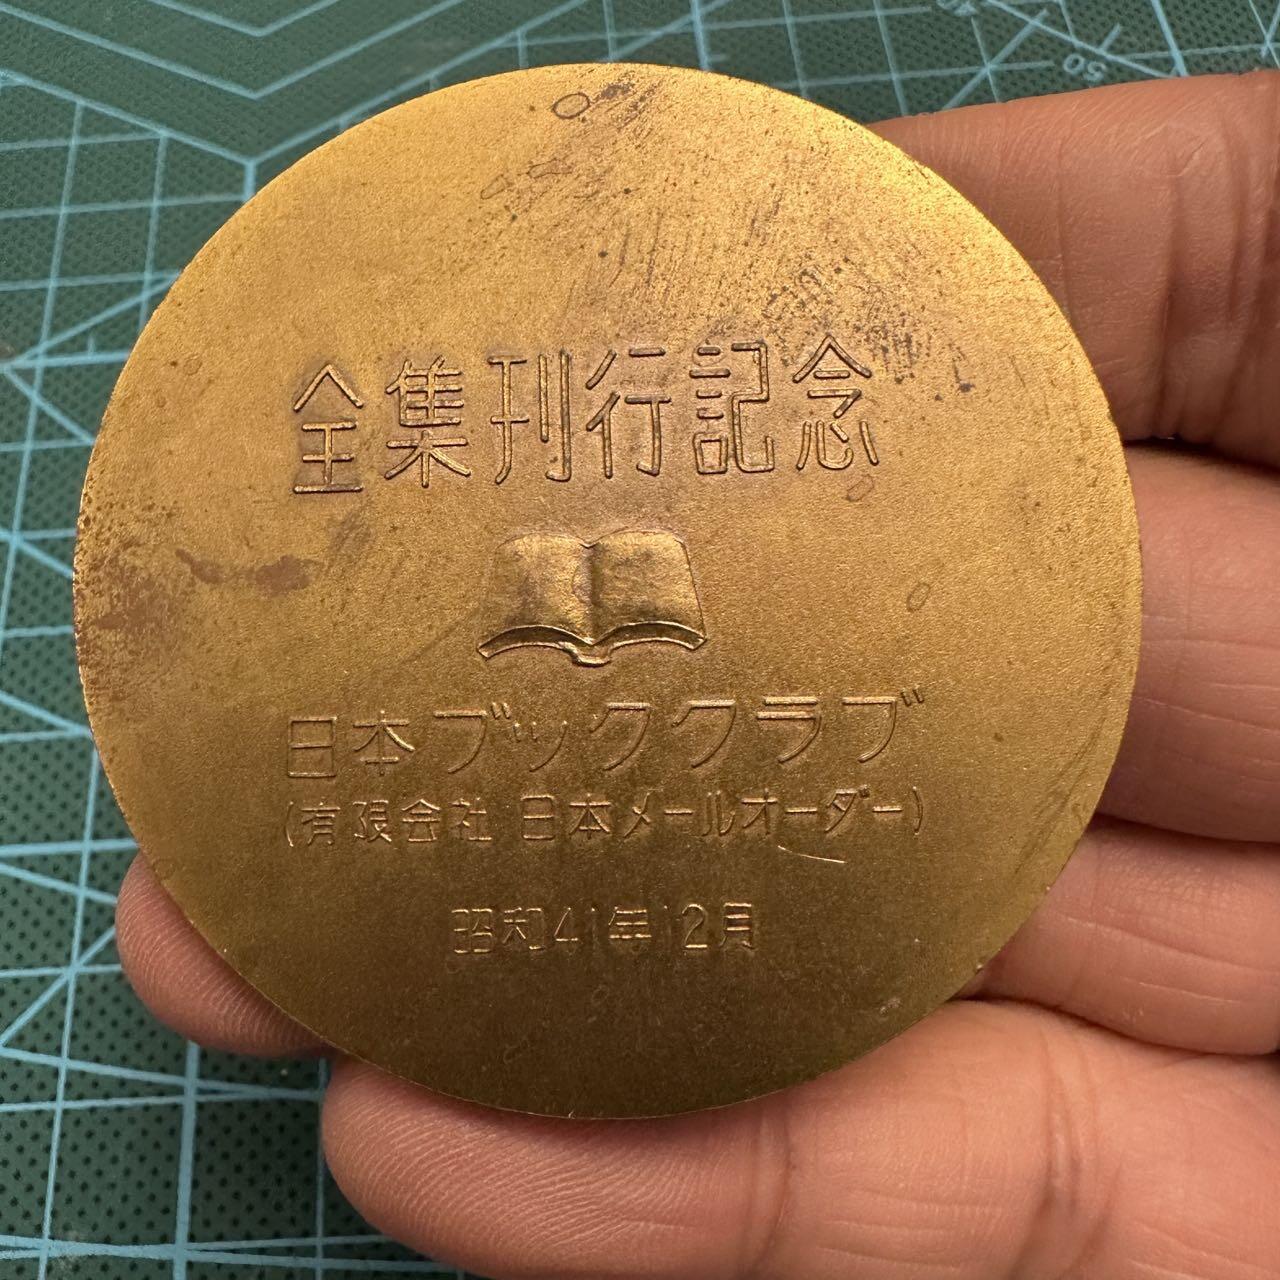 全集刊行記念
日本ブッククラブ
(有限会社 日本メールオーダー)
昭和41年12月
50